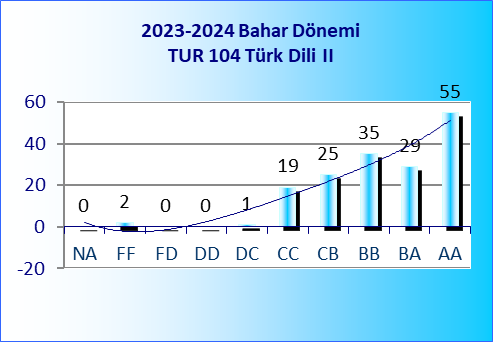 2023-2024 Bahar Dönemi
TUR 104 Türk Dili II
60
40
20
0
-20
0 2 0 0 1 19 25 35 29 55
NA FF FD DD DC CC CB BB BA AA